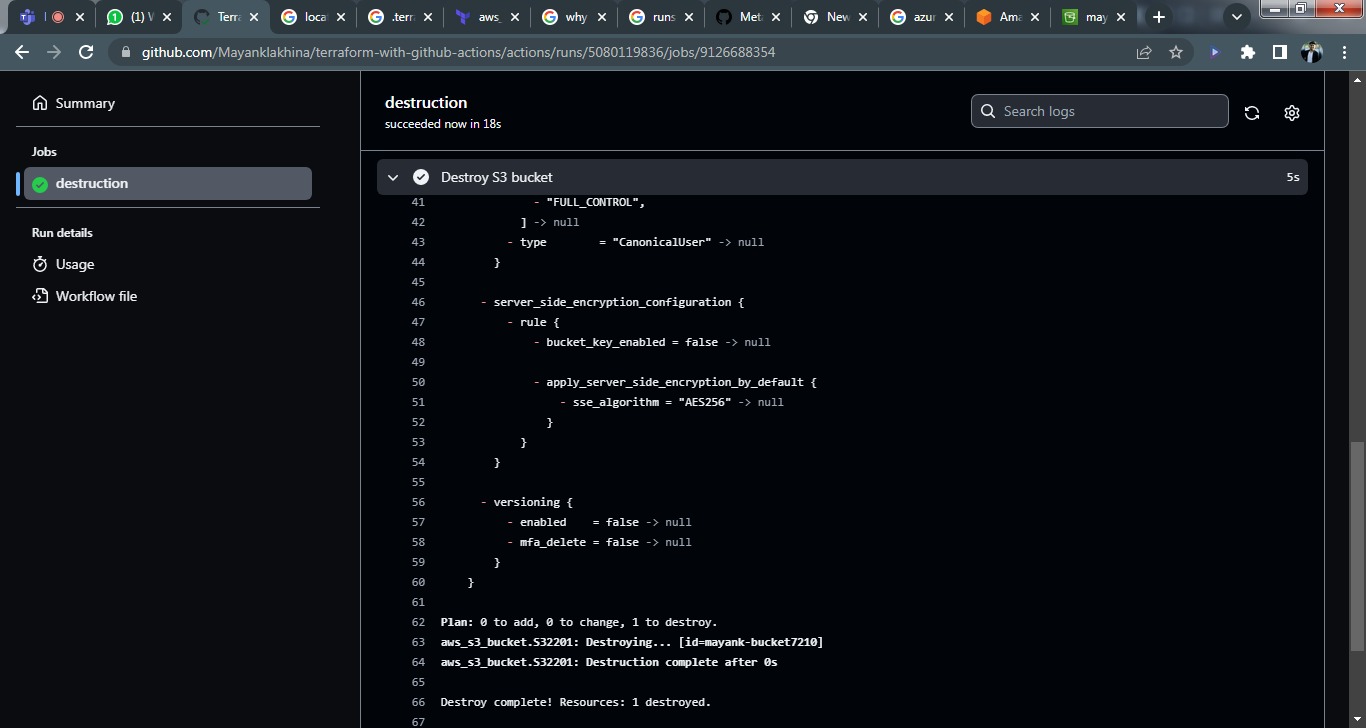 (1) W
Terra
loca
.terr
aws_
why
runs
Met
New
azur
Ama
may
github.com/Mayanklakhina/terraform-with-github-actions/actions/runs/5080119836/jobs/9126688354
Summary
Jobs
destruction
Run details
Usage
Workflow file
destruction
succeeded now in 18s
Search logs
Destroy S3 bucket 5s
41 - "FULL_CONTROL",
42 ] -> null
43 - type = "CanonicalUser" -> null
44 }
45
46 - server_side_encryption_configuration {
47 - rule {
48 - bucket_key_enabled = false -> null
49
50 - apply_server_side_encryption_by_default {
51 - sse_algorithm = "AES256" -> null
52 }
53 }
54 }
55
56 - versioning {
57 - enabled = false -> null
58 - mfa_delete = false -> null
59 }
60 }
61
62 Plan: 0 to add, 0 to change, 1 to destroy.
63 aws_s3_bucket.S32201: Destroying... [id=mayank-bucket7210]
64 aws_s3_bucket.S32201: Destruction complete after 0s
65
66 Destroy complete! Resources: 1 destroyed.
67